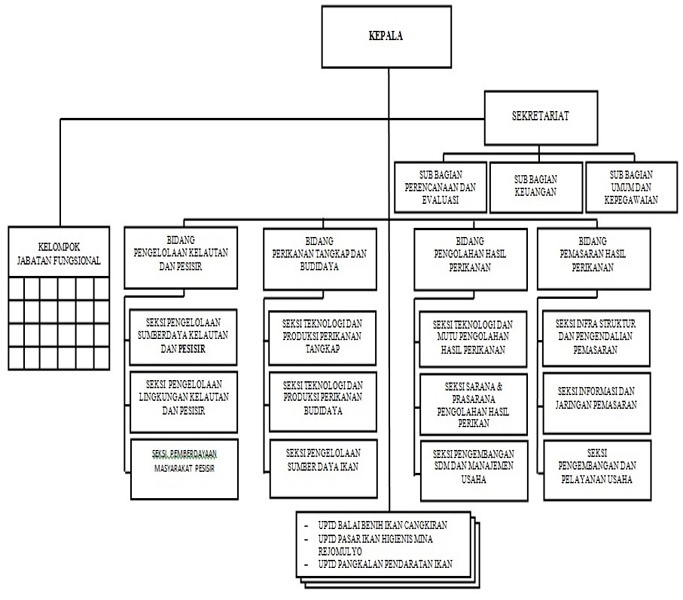 KEPALA
SEKRETARIAT
SUB BAGIAN
PERENCANAAN DAN
EVALUASI
SUB BAGIAN
KEUANGAN
SUB BAGIAN
UMUM DAN
KEPEGAWAIAN
KELOMPOK
JABATAN FUNGSIONAL
BIDANG
PENGELOLAAN KELAUTAN
DAN PESISIR
BIDANG
PERIKANAN TANGKAP DAN
BUDIDAYA
BIDANG
PENGOLAHAN HASIL
PERIKANAN
BIDANG
PEMASARAN HASIL
PERIKANAN
SEKSI PENGELOLAAN
SUMBERDAYA KELAUTAN
DAN PESISIR
SEKSI TEKNOLOGI DAN
PRODUKSI PERIKANAN
TANGKAP
SEKSI TEKNOLOGI DAN
MUTU PENGOLAHAN
HASIL PERIKANAN
SEKSI INFRA STRUKTUR
DAN PENGENDALIAN
PEMASARAN
SEKSI PENGELOLAAN
LINGKUNGAN KELAUTAN
DAN PESISIR
SEKSI TEKNOLOGI DAN
PRODUKSI PERIKANAN
BUDIDAYA
SEKSI SARANA &
PRASARANA
PENGOLAHAN HASIL
PERIKAN
SEKSI INFORMASI DAN
JARINGAN PEMASARAN
SEKSI PEMBERDAYAAN
MASYARAKAT PESISIR
SEKSI PENGELOLAAN
SUMBER DAYA IKAN
SEKSI PENGEMBANGAN
SDM DAN MANAJEMEN
USAHA
SEKSI
PENGEMBANGAN DAN
PELAYANAN USAHA
– UPTD BALAI BENIH IKAN CANGKIRAN
– UPTD PASAR IKAN HIGIENIS MINA
REJOMULYO
– UPTD PANGKALAN PENDARATAN IKAN